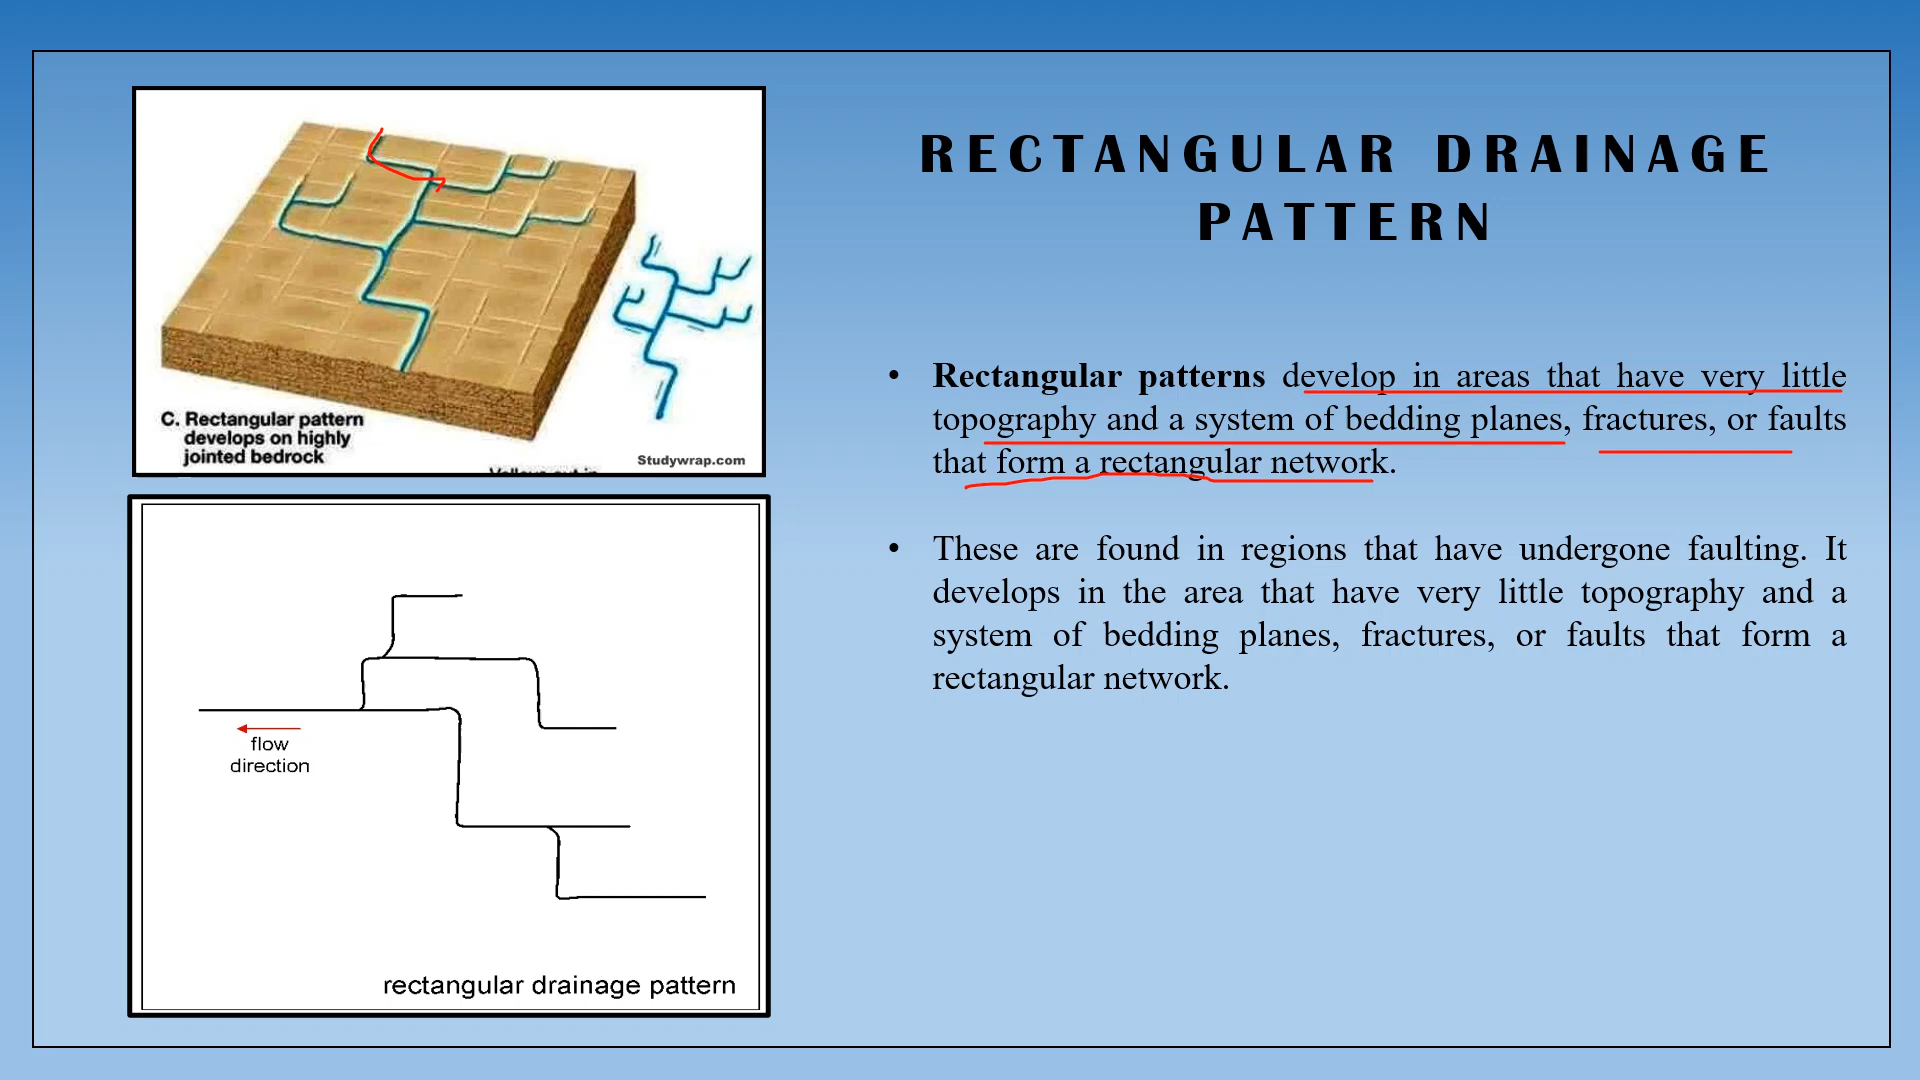 RECTANGULAR DRAINAGE
PATTERN
C. Rectangular pattern
develops on highly
jointed bedrock
Studywrap.com
flow
direction
rectangular drainage pattern
• Rectangular patterns develop in areas that have very little
topography and a system of bedding planes, fractures, or faults
that form a rectangular network.
• These are found in regions that have undergone faulting. It
develops in the area that have very little topography and a
system of bedding planes, fractures, or faults that form a
rectangular network.